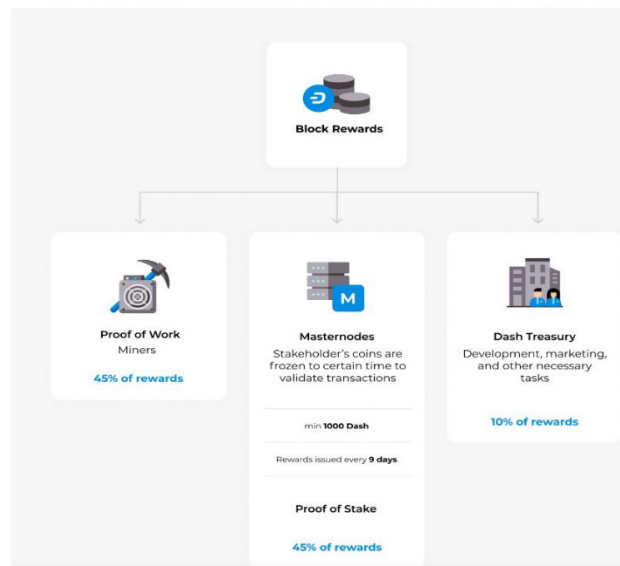 Block Rewards
Proof of Work
Miners
45% of rewards
M
Masternodes
Stakeholder's coins are
frozen to certain time to
validate transactions
min 1000 Dash
Rewards issued every 9 days
Proof of Stake
45% of rewards
Dash Treasury
Development, marketing,
and other necessary
tasks
10% of rewards